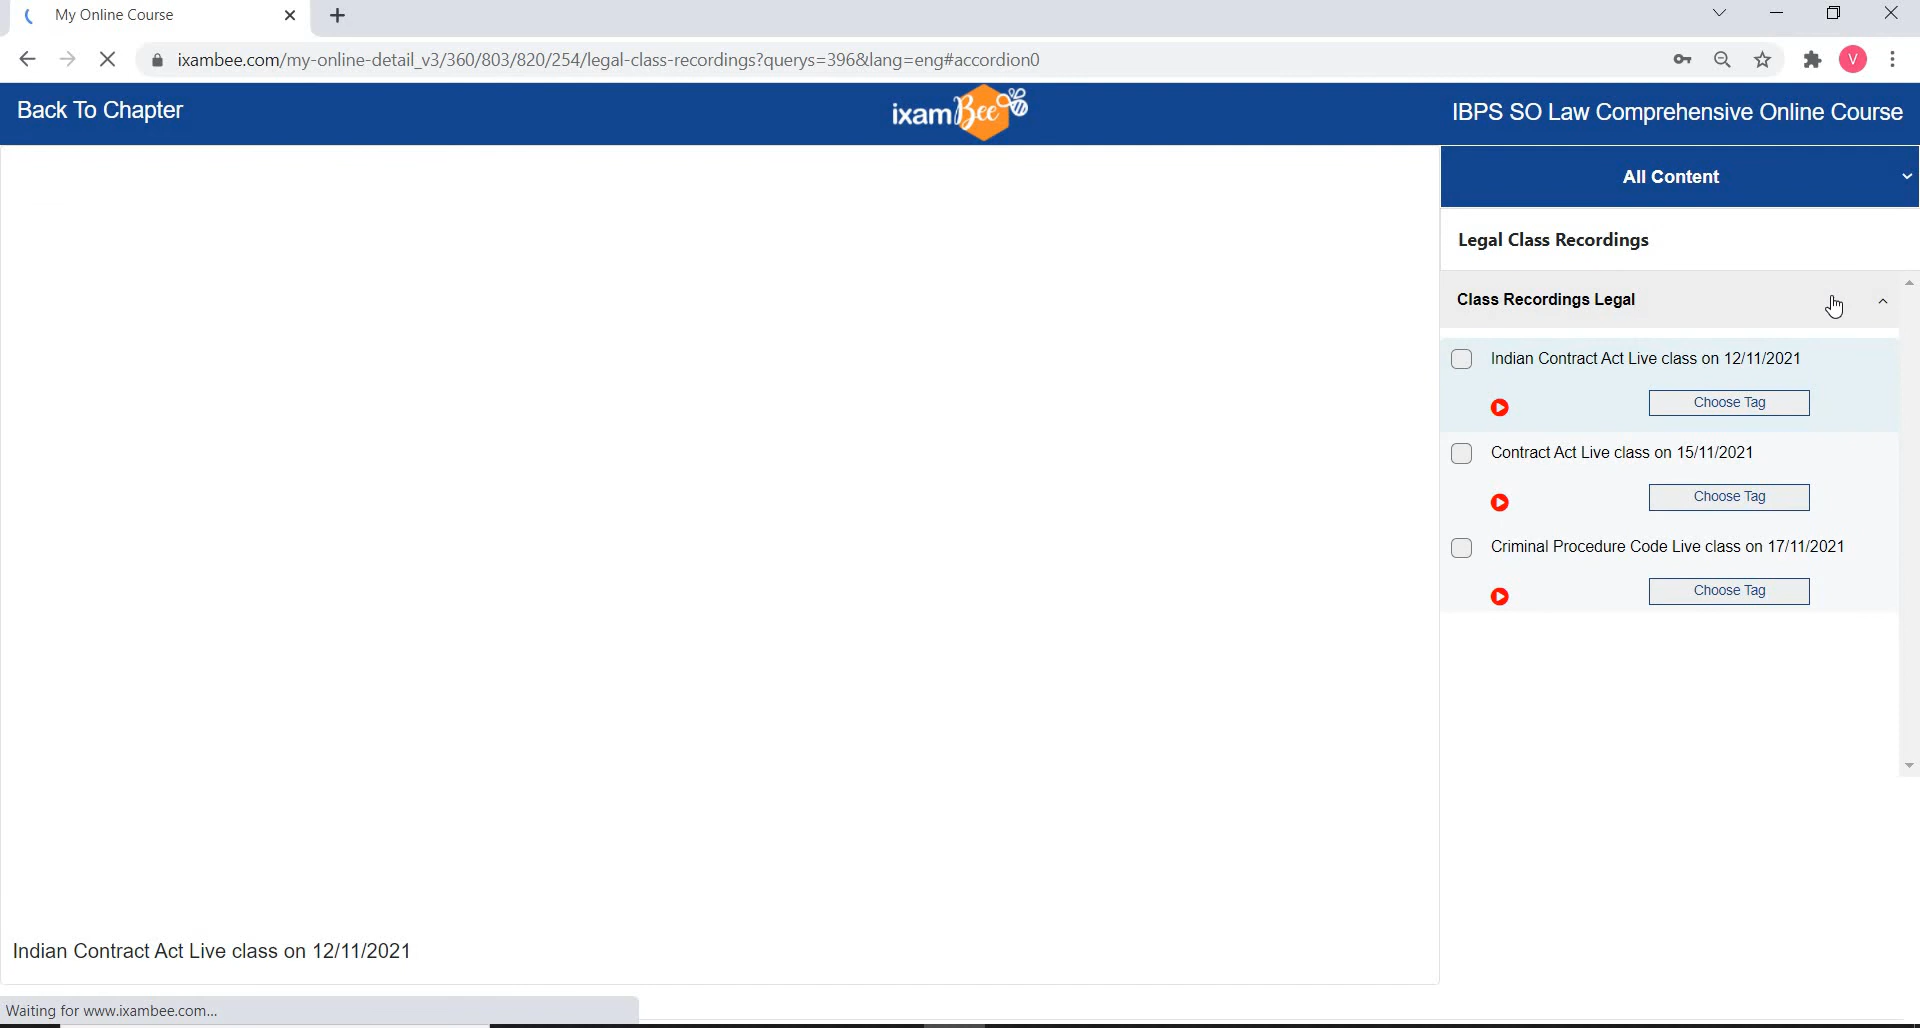 My Online Course
ixambee.com/my-online-detail_v3/360/803/820/254/legal-class-recordings?querys=396&lang=eng#accordion0
V
Back To Chapter
ixamBee
IBPS SO Law Comprehensive Online Course
All Content
Legal Class Recordings
Class Recordings Legal
Indian Contract Act Live class on 12/11/2021
Choose Tag
Contract Act Live class on 15/11/2021
Choose Tag
Criminal Procedure Code Live class on 17/11/2021
Choose Tag
Indian Contract Act Live class on 12/11/2021
Waiting for www.ixambee.com...